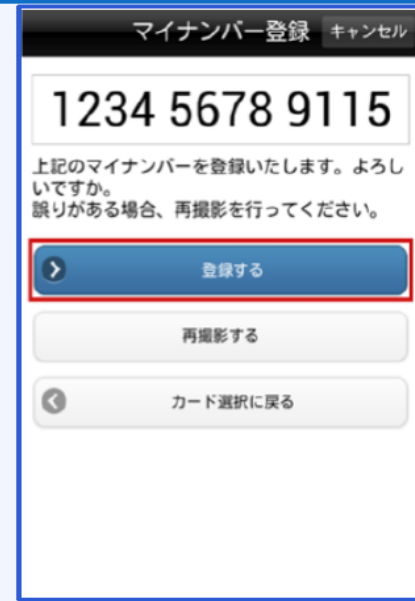 マイナンバー登録 キャンセル
1234 5678 9115
上記のマイナンバーを登録いたします。よろし
いですか。
誤りがある場合、再撮影を行ってください。
登録する
再撮影する
カード選択に戻る